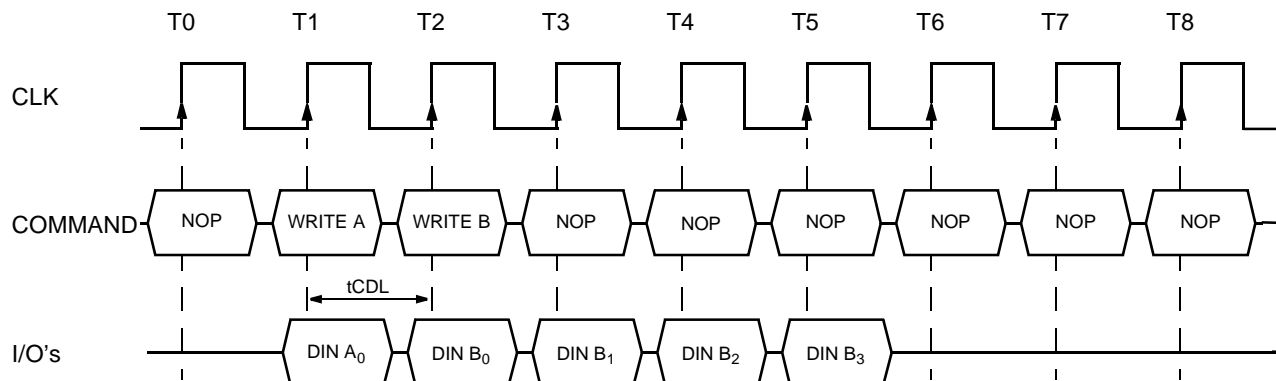 T0 T1 T2 T3 T4 T5 T6 T7 T8
CLK
COMMAND NOP WRITE A WRITE B NOP NOP NOP NOP NOP NOP
tCDL
I/O's DIN A₀ DIN B₀ DIN B₁ DIN B₂ DIN B₃